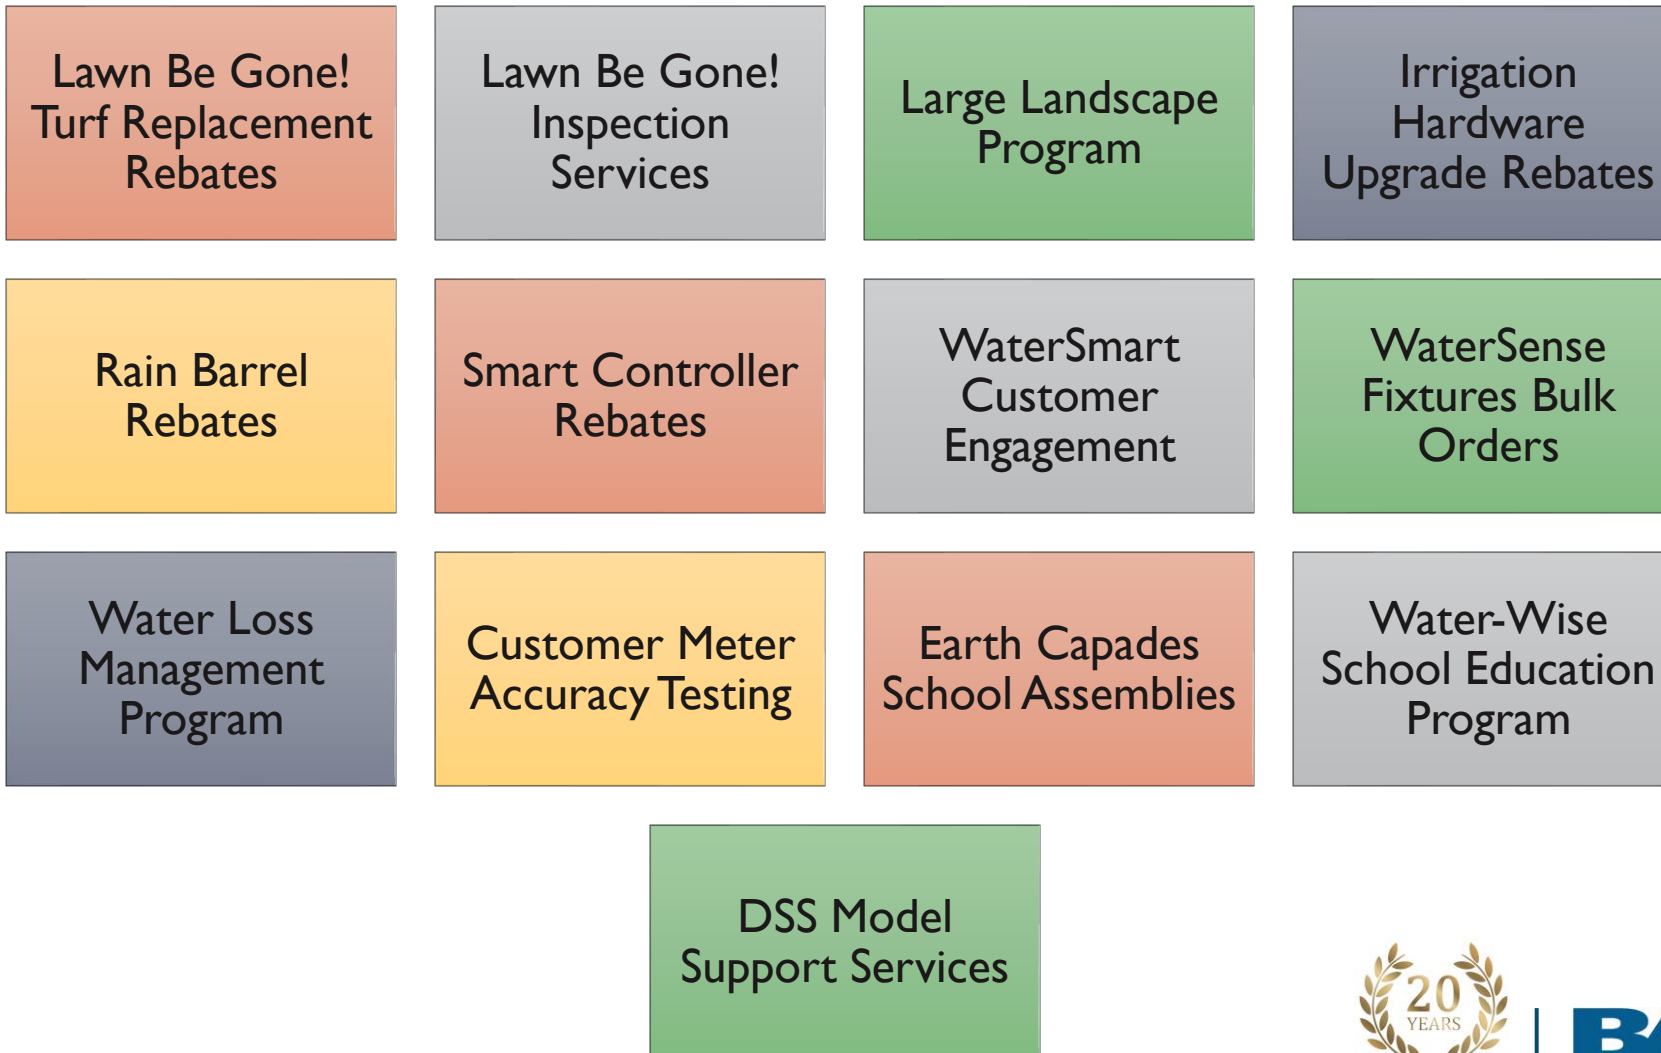 Lawn Be Gone!
Turf Replacement
Rebates
Lawn Be Gone!
Inspection
Services
Large Landscape
Program
Irrigation
Hardware
Upgrade Rebates
Rain Barrel
Rebates
Smart Controller
Rebates
WaterSmart
Customer
Engagement
WaterSense
Fixtures Bulk
Orders
Water Loss
Management
Program
Customer Meter
Accuracy Testing
Earth Capades
School Assemblies
Water-Wise
School Education
Program
DSS Model
Support Services
20
YEARS